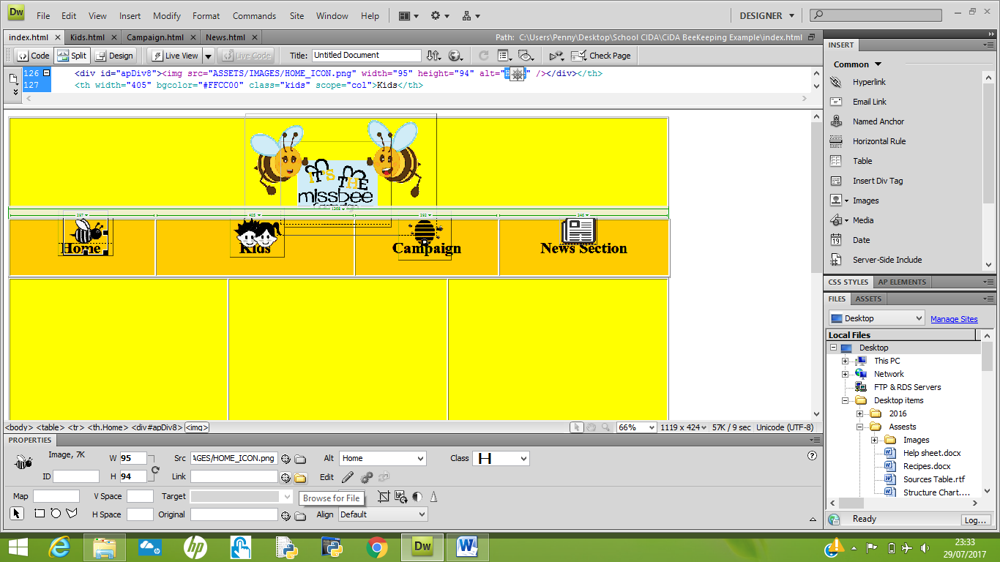 Dw File Edit View Insert Modify Format Commands Site Window Help DESIGNER
index.html Kids.html Campaign.html News.html Path: C:\Users\Penny\Desktop\School CIDA\CiDA BeeKeeping Example\index.html
Code Split Design Live View Live Code Title: Untitled Document Check Page
126 <div id="apDiv8"><img src="ASSETS/IMAGES/HOME_ICON.png" width="95" height="94" alt=" " /></div></th>
127 <th width="405" bgcolor="#FFCC00" class="kids" scope="col">Kids</th>
IT'S THE
missbee
Home Kids Campaign News Section
<body> <table> <tr> <th.Home> <div#apDiv8> <img> 66% 1119 x 424 57K / 9 sec Unicode (UTF-8)
PROPERTIES
Image, 7K W 95 Src AGES/HOME_ICON.png Alt Home Class H
ID H 94 Link Edit
Map V Space Target
Browse for File
H Space Original Align Default
INSERT
Common
Hyperlink
Email Link
Named Anchor
Horizontal Rule
Table
Insert Div Tag
Images
Media
19 Date
Server-Side Include
CSS STYLES AP ELEMENTS
FILES ASSETS
Desktop Manage Sites
Local Files
Desktop
This PC
Network
FTP & RDS Servers
Desktop items
2016
Assests
Images
Help sheet.docx
Recipes.docx
Sources Table.rtf
Structure Chart....
Ready Log...
hp Dw W
23:33
29/07/2017